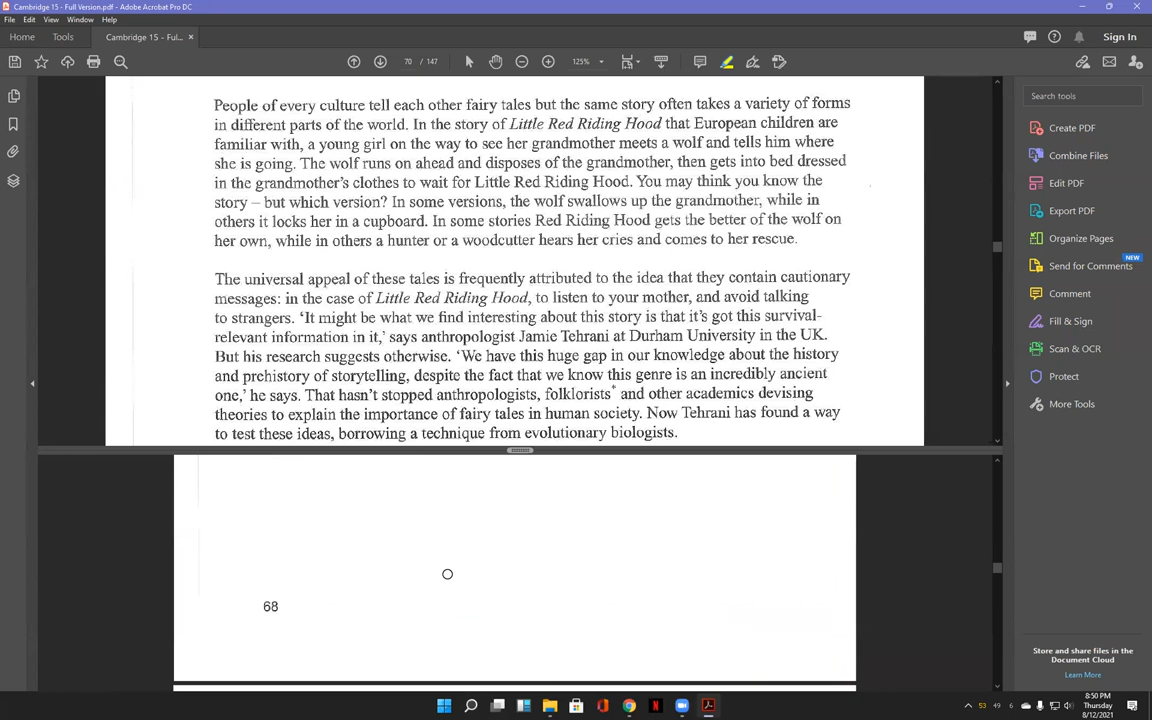 Cambridge 15 - Full Version.pdf - Adobe Acrobat Pro DC
File Edit View Window Help
Home Tools Cambridge 15 - Ful... × Sign In
70 / 147 125%
People of every culture tell each other fairy tales but the same story often takes a variety of forms
in different parts of the world. In the story of Little Red Riding Hood that European children are
familiar with, a young girl on the way to see her grandmother meets a wolf and tells him where
she is going. The wolf runs on ahead and disposes of the grandmother, then gets into bed dressed
in the grandmother's clothes to wait for Little Red Riding Hood. You may think you know the
story – but which version? In some versions, the wolf swallows up the grandmother, while in
others it locks her in a cupboard. In some stories Red Riding Hood gets the better of the wolf on
her own, while in others a hunter or a woodcutter hears her cries and comes to her rescue.
The universal appeal of these tales is frequently attributed to the idea that they contain cautionary
messages: in the case of Little Red Riding Hood, to listen to your mother, and avoid talking
to strangers. 'It might be what we find interesting about this story is that it's got this survival-
relevant information in it,' says anthropologist Jamie Tehrani at Durham University in the UK.
But his research suggests otherwise. 'We have this huge gap in our knowledge about the history
and prehistory of storytelling, despite the fact that we know this genre is an incredibly ancient
one,' he says. That hasn't stopped anthropologists, folklorists* and other academics devising
theories to explain the importance of fairy tales in human society. Now Tehrani has found a way
to test these ideas, borrowing a technique from evolutionary biologists.
68
Search tools
Create PDF
Combine Files
Edit PDF
Export PDF
Organize Pages
NEW
Send for Comments
Comment
Fill & Sign
Scan & OCR
Protect
More Tools
Store and share files in the
Document Cloud
Learn More
53 49 6
8:50 PM
Thursday
8/12/2021